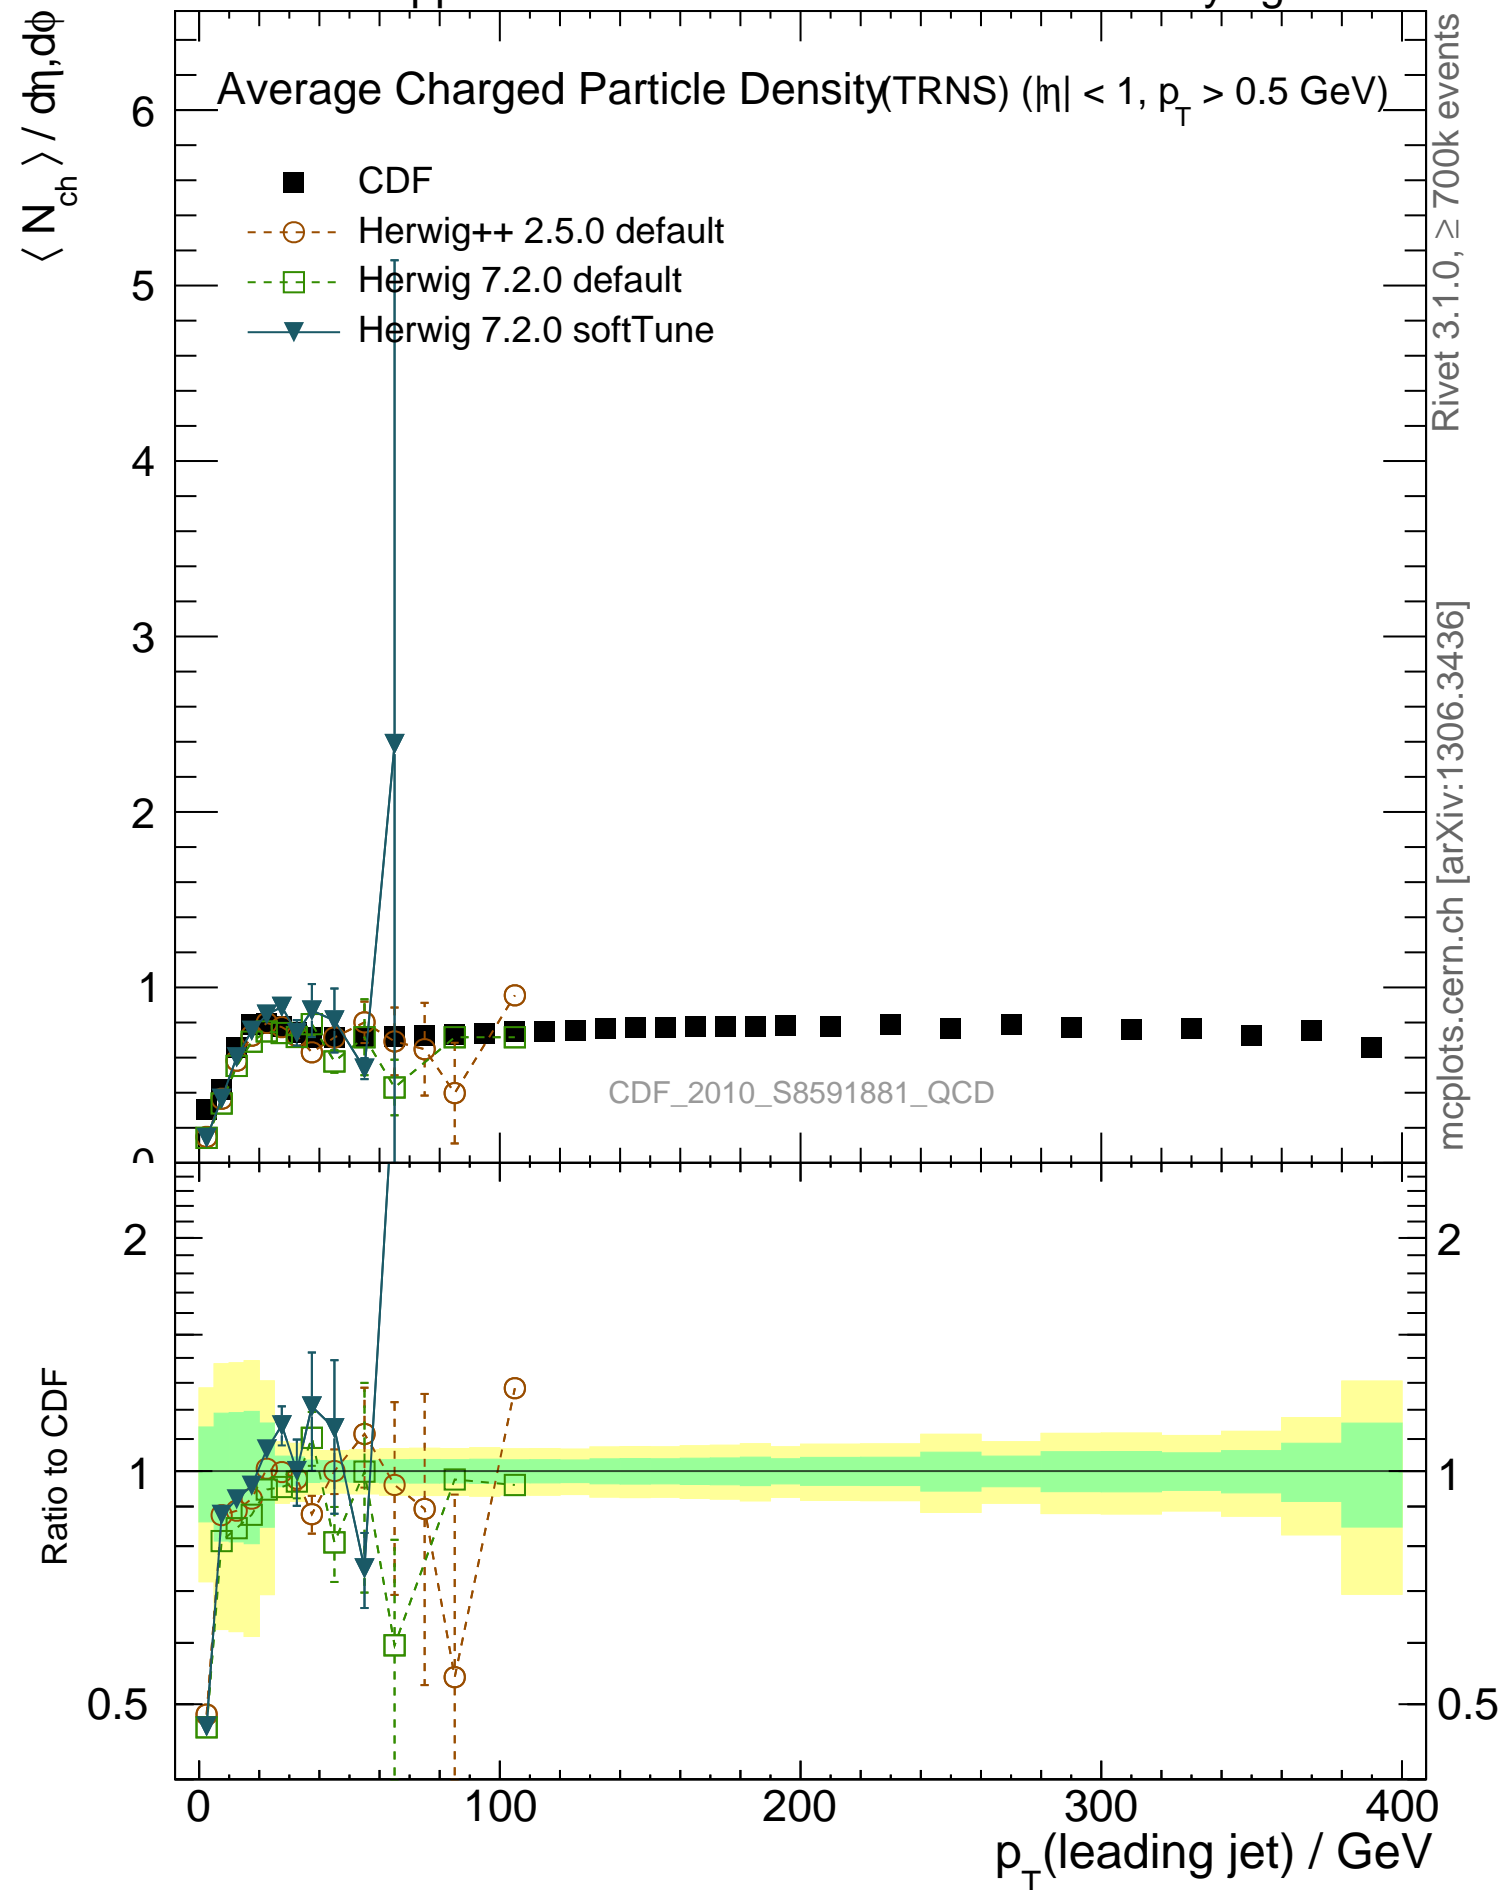 ⟨ N_ch ⟩ / dη,dϕ
Average Charged Particle Density(TRNS) (|η| < 1, p_T > 0.5 GeV)
CDF
Herwig++ 2.5.0 default
Herwig 7.2.0 default
Herwig 7.2.0 softTune
6
5
4
3
2
1
0
CDF_2010_S8591881_QCD
Rivet 3.1.0, ≥ 700k events
mcplots.cern.ch [arXiv:1306.3436]
Ratio to CDF
2
1
0.5
2
1
0.5
0 100 200 300 400
p_T(leading jet) / GeV